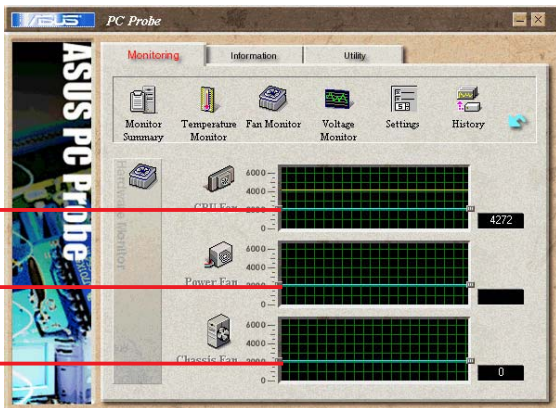 ASUS PC Probe
Monitoring Information Utility
Monitor Summary
Temperature Monitor
Fan Monitor
Voltage Monitor
Settings
History
ASUS PC Probe
Hardware Monitor
CPU Fan
6000
4000
2000
0
4272
Power Fan
6000
4000
2000
0
Chassis Fan
6000
4000
2000
0
0